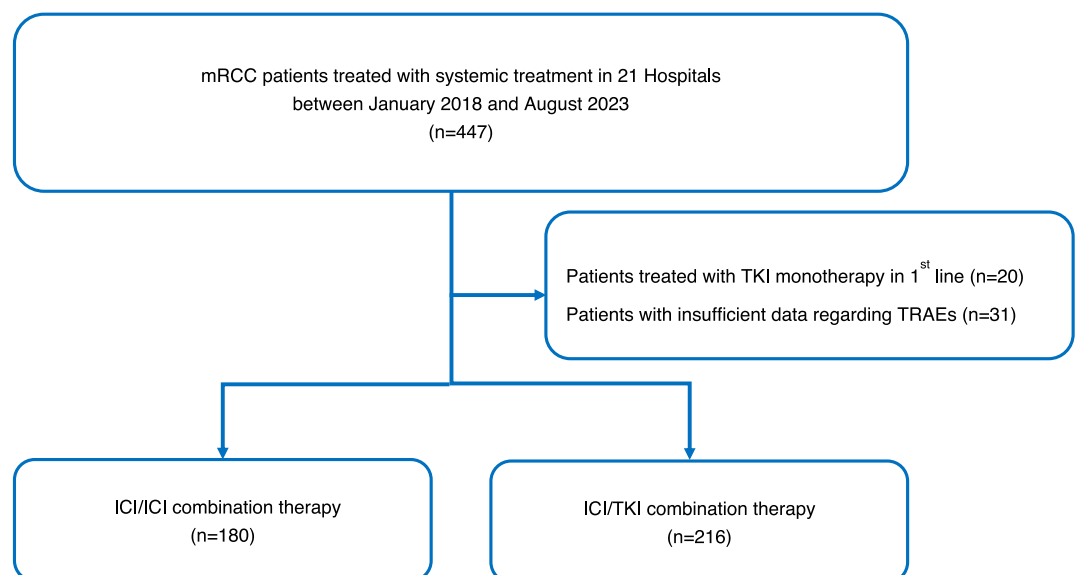 mRCC patients treated with systemic treatment in 21 Hospitals
between January 2018 and August 2023
(n=447)
Patients treated with TKI monotherapy in 1st line (n=20)
Patients with insufficient data regarding TRAEs (n=31)
ICI/ICI combination therapy
(n=180)
ICI/TKI combination therapy
(n=216)